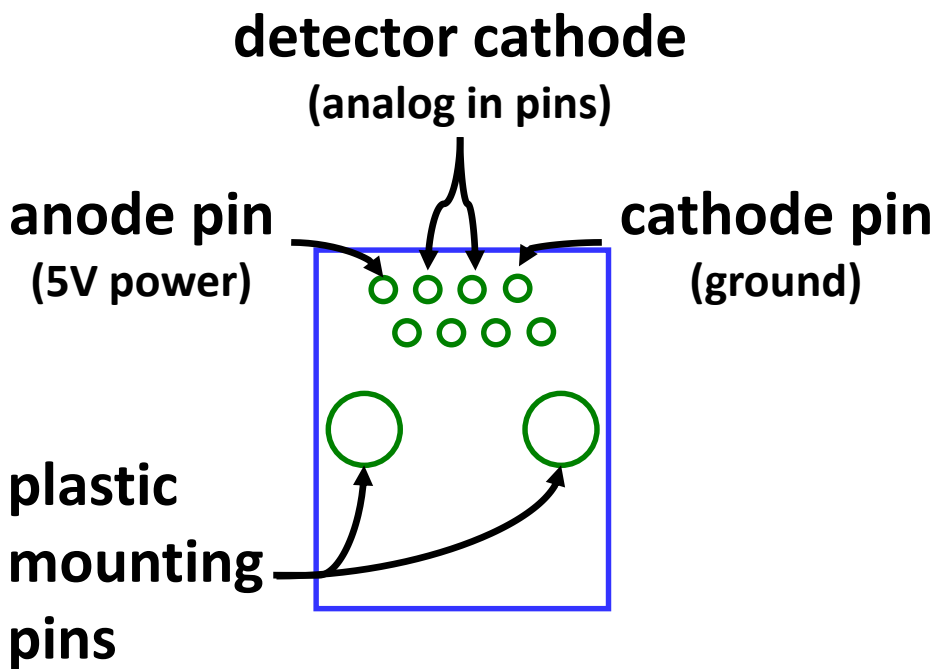 detector cathode
(analog in pins)
anode pin
(5V power)
cathode pin
(ground)
plastic
mounting
pins